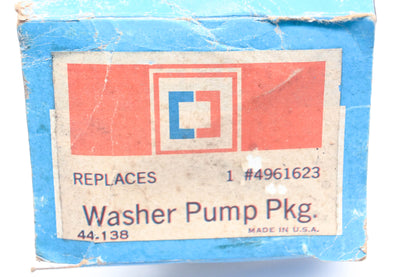 REPLACES 1 #4961623
Washer Pump Pkg.
44-138 MADE IN U.S.A.